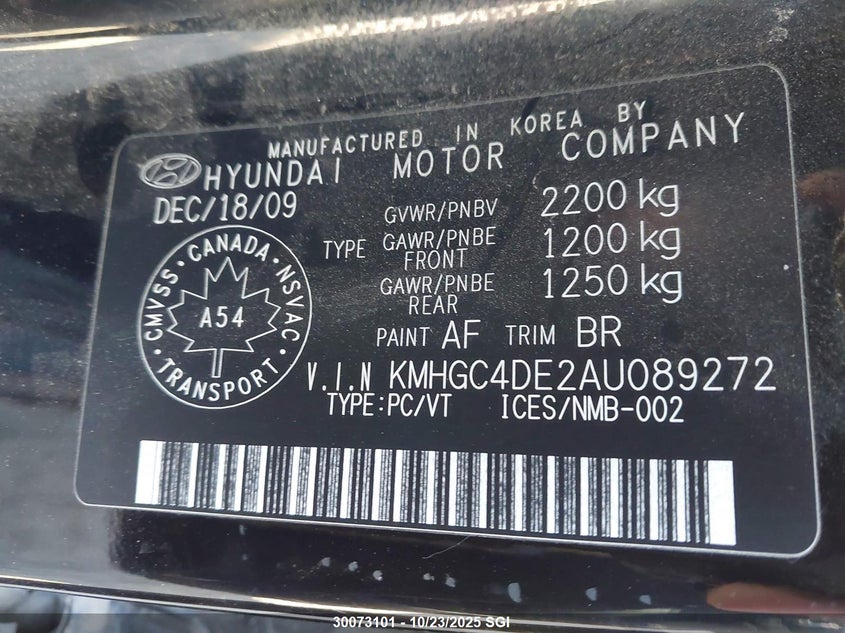 MANUFACTURED IN KOREA BY
HYUNDAI MOTOR COMPANY
DEC/18/09
GVWR/PNBV 2200 kg
TYPE GAWR/PNBE FRONT 1200 kg
GAWR/PNBE REAR 1250 kg
CMVSS · CANADA · NSVAC · TRANSPORT ·
A54
PAINT AF TRIM BR
V.I.N KMHGC4DE2AU089272
TYPE:PC/VT ICES/NMB-002
30073101 - 10/23/2025 SGI